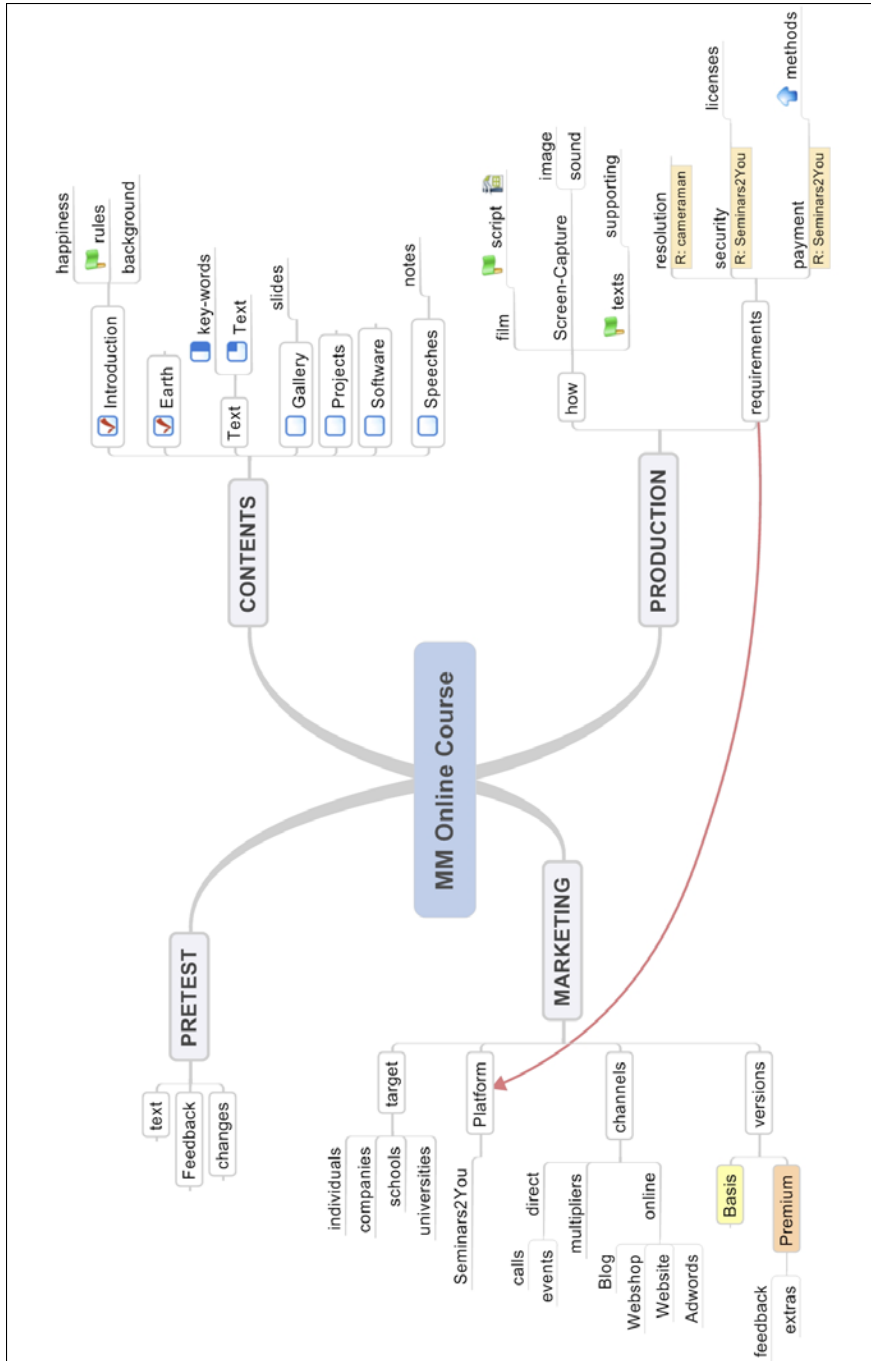 MM Online Course
CONTENTS
Introduction
happiness
rules
background
Earth
Text
key-words
Text
Gallery
slides
Projects
Software
Speeches
notes
PRODUCTION
how
film
script
Screen-Capture
image
sound
texts
supporting
requirements
resolution
R: cameraman
security
R: Seminars2You
licenses
payment
R: Seminars2You
methods
PRETEST
text
Feedback
changes
MARKETING
target
individuals
companies
schools
universities
Platform
Seminars2You
channels
direct
calls
events
multipliers
online
Blog
Webshop
Website
Adwords
versions
Basis
Premium
feedback
extras